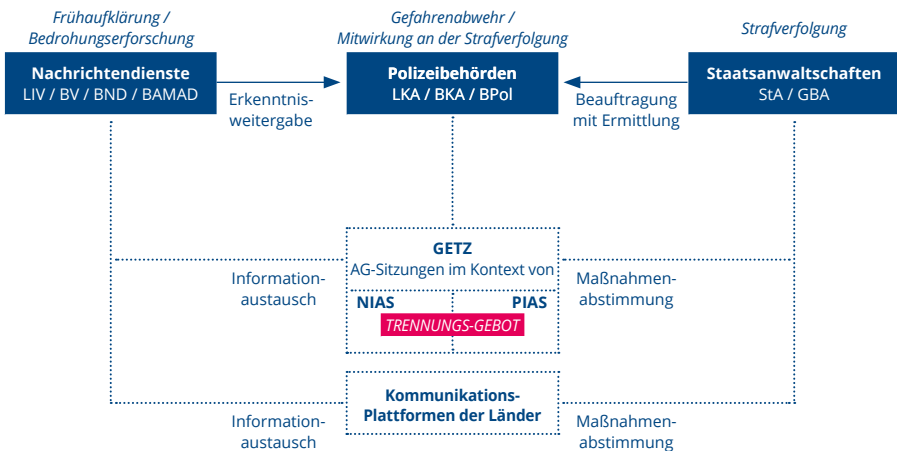 Frühaufklärung /
Bedrohungserforschung
Gefahrenabwehr /
Mitwirkung an der Strafverfolgung
Strafverfolgung
Nachrichtendienste
LIV / BV / BND / BAMAD
Polizeibehörden
LKA / BKA / BPol
Staatsanwaltschaften
StA / GBA
Erkenntnis-
weitergabe
Beauftragung
mit Ermittlung
GETZ
AG-Sitzungen im Kontext von
NIAS
PIAS
TRENNUNGS-GEBOT
Information-
austausch
Maßnahmen-
abstimmung
Kommunikations-
Plattformen der Länder
Information-
austausch
Maßnahmen-
abstimmung